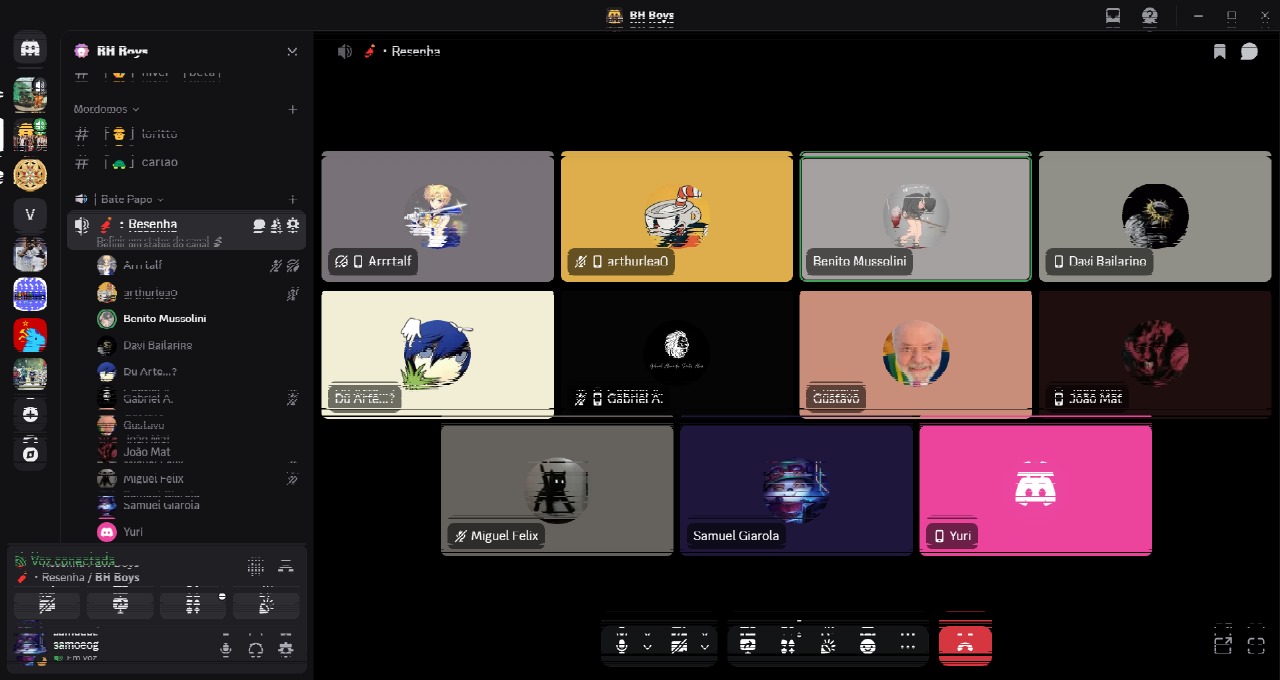 BH Boys
BH Boys
• Resenha
Mordomos
loritto
cartao
| Bate Papo
V
• Resenha
Definir um status do canal
Arrrtalf
arthurlea0
Benito Mussolini
Davi Bailarino
Du Arte...?
Gabriel A.
Gustavo
João Mat
Miguel Felix
Samuel Giarola
Yuri
Voz conectada
• Resenha / BH Boys
samoeog
Em voz
Arrrtalf
arthurlea0
Benito Mussolini
Davi Bailarino
Du Arte...?
Gabriel A.
Gustavo
João Mat
Miguel Felix
Samuel Giarola
Yuri